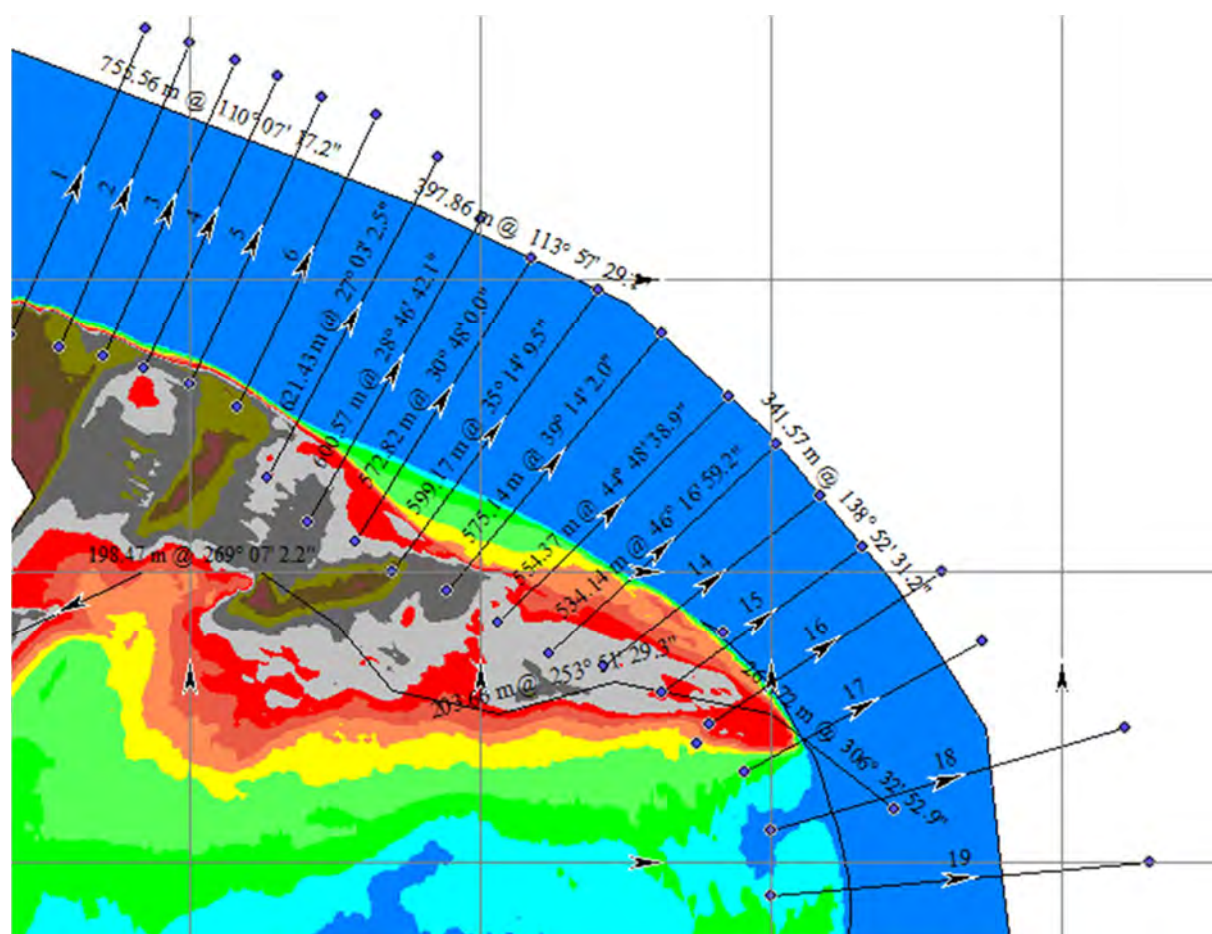 755.56 m @ 110° 07' 17.2"
397.86 m @ 113° 57' 29.
1
2
3
4
5
6
621.43 m @ 27° 03' 2.5"
600.57 m @ 28° 46' 42.1"
572.82 m @ 30° 48' 0.0"
599.17 m @ 35° 14' 9.5"
575.14 m @ 39° 14' 2.0"
554.37 m @ 44° 48' 38.9"
534.14 m @ 46° 16' 59.2"
341.57 m @ 138° 52' 31.2"
14
15
16
17
18
19
198.47 m @ 269° 07' 2.2"
203.66 m @ 253° 51' 29.3"
m @ 306° 32' 52.9"